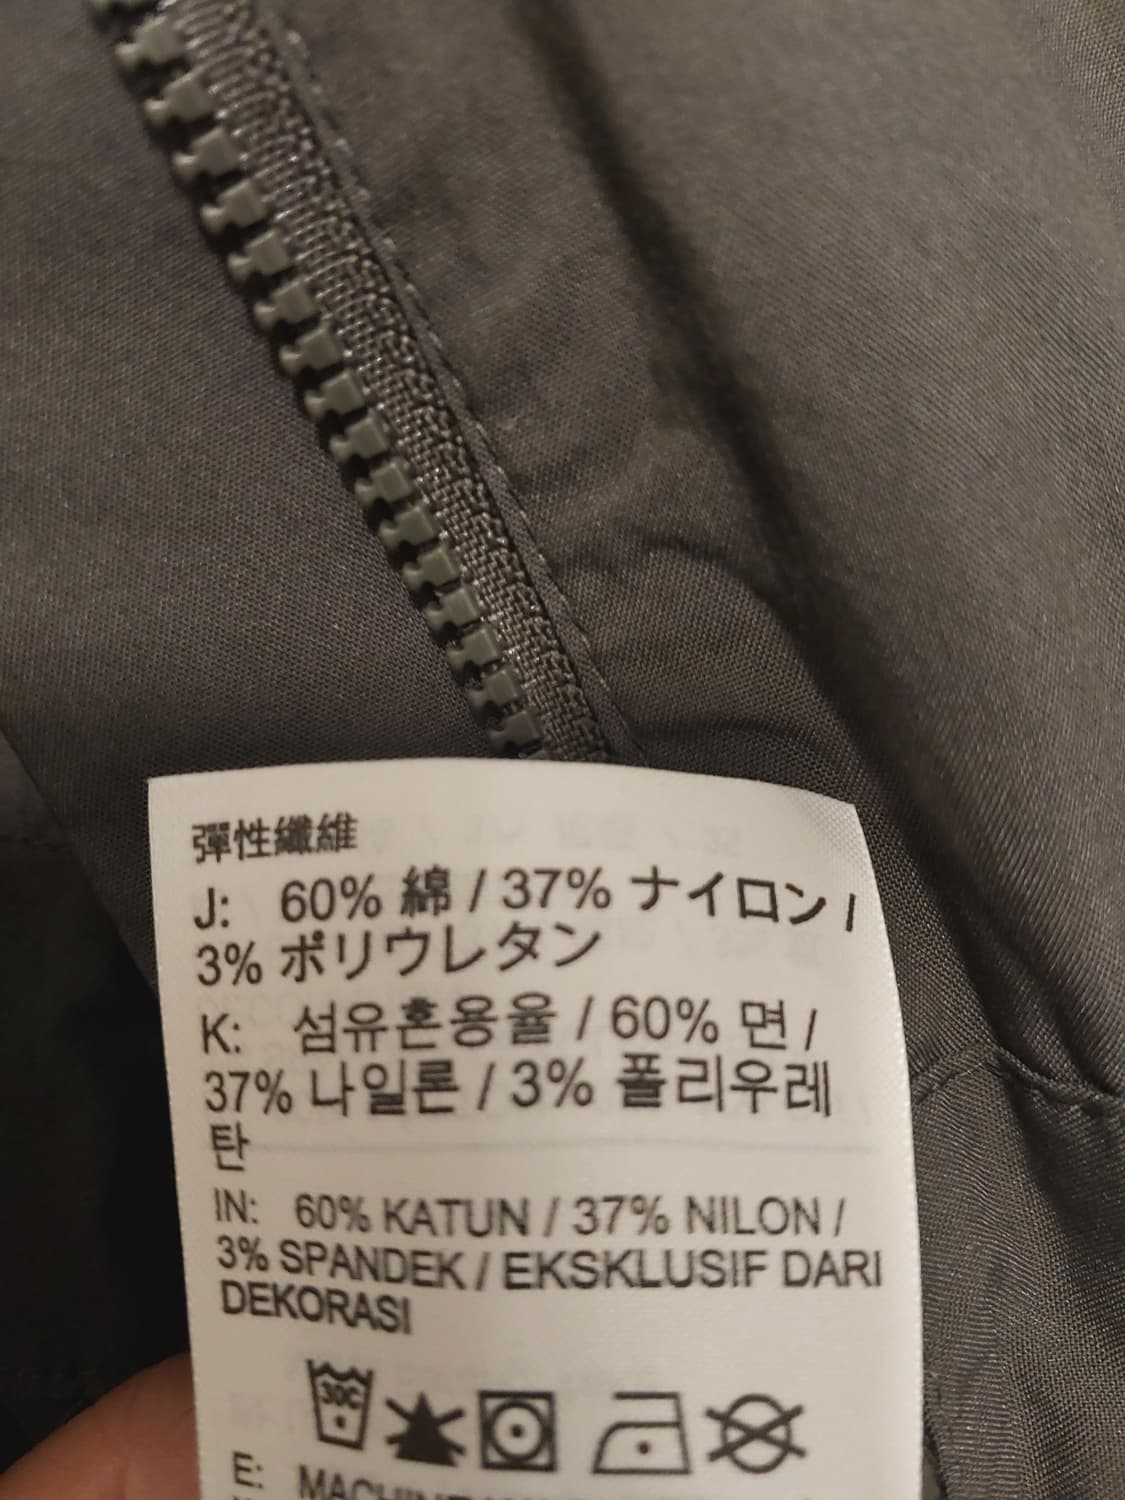 彈性纖維
J: 60% 綿 / 37% ナイロン /
3% ポリウレタン
K: 섬유혼용율 / 60% 면 /
37% 나일론 / 3% 폴리우레
탄
IN: 60% KATUN / 37% NILON /
3% SPANDEK / EKSKLUSIF DARI
DEKORASI
30C
E: MACHINE